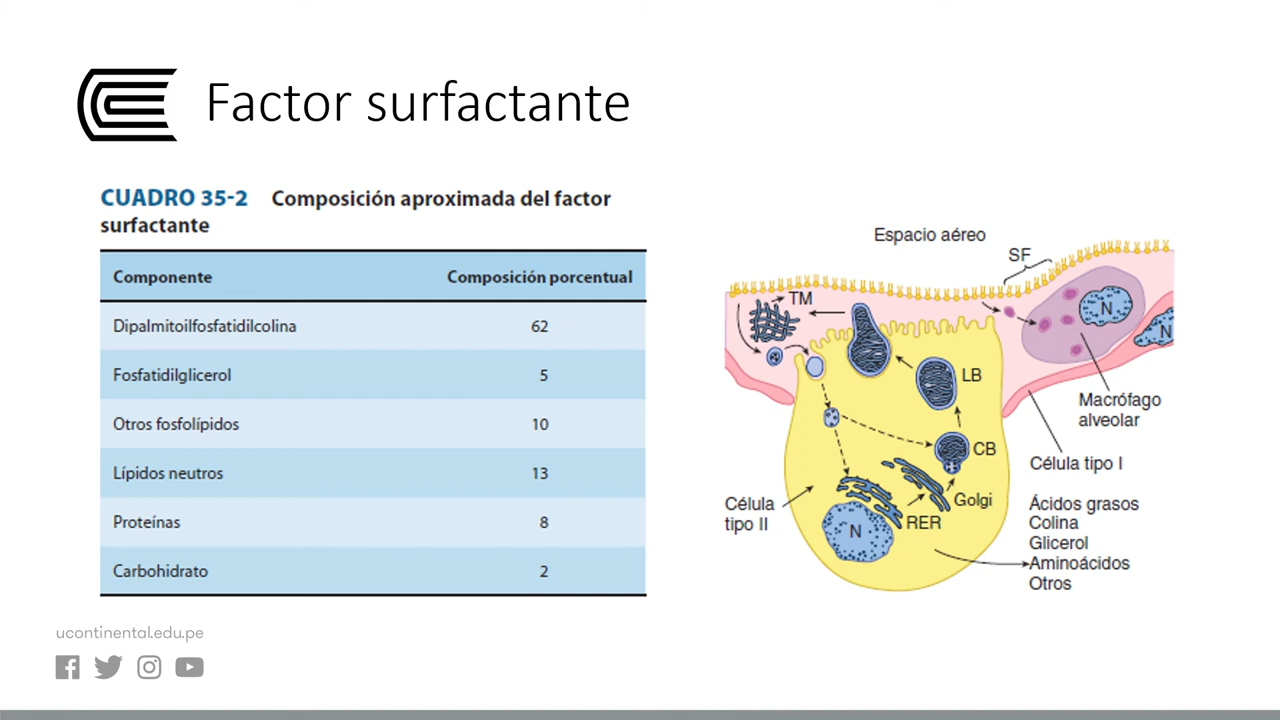 Factor surfactante
CUADRO 35-2 Composición aproximada del factor
surfactante
Componente Composición porcentual
Dipalmitoilfosfatidilcolina 62
Fosfatidilglicerol 5
Otros fosfolípidos 10
Lípidos neutros 13
Proteínas 8
Carbohidrato 2
Espacio aéreo
SF
TM
N
N
LB
Macrófago
alveolar
CB
Célula tipo I
Golgi
Célula
tipo II
RER
N
Ácidos grasos
Colina
Glicerol
Aminoácidos
Otros
ucontinental.edu.pe